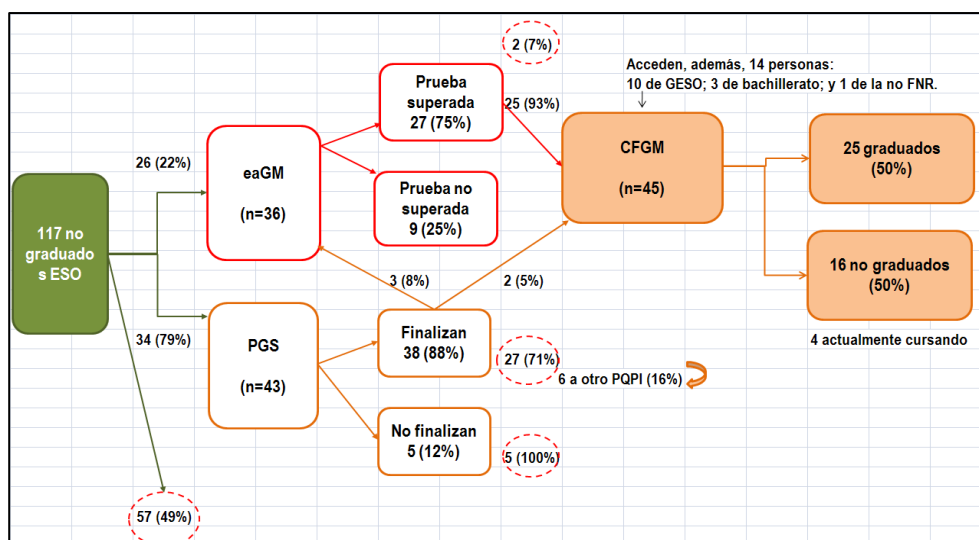 2 (7%)
Acceden, además, 14 personas:
10 de GESO; 3 de bachillerato; y 1 de la no FNR.
Prueba
superada
27 (75%)
25 (93%)
26 (22%)
eaGM
(n=36)
CFGM
(n=45)
25 graduados
(50%)
Prueba no
superada
9 (25%)
117 no
graduado
s ESO
16 no graduados
(50%)
3 (8%)
2 (5%)
34 (79%)
PGS
(n=43)
Finalizan
38 (88%)
27 (71%)
6 a otro PQPI (16%)
4 actualmente cursando
No finalizan
5 (12%)
5 (100%)
57 (49%)